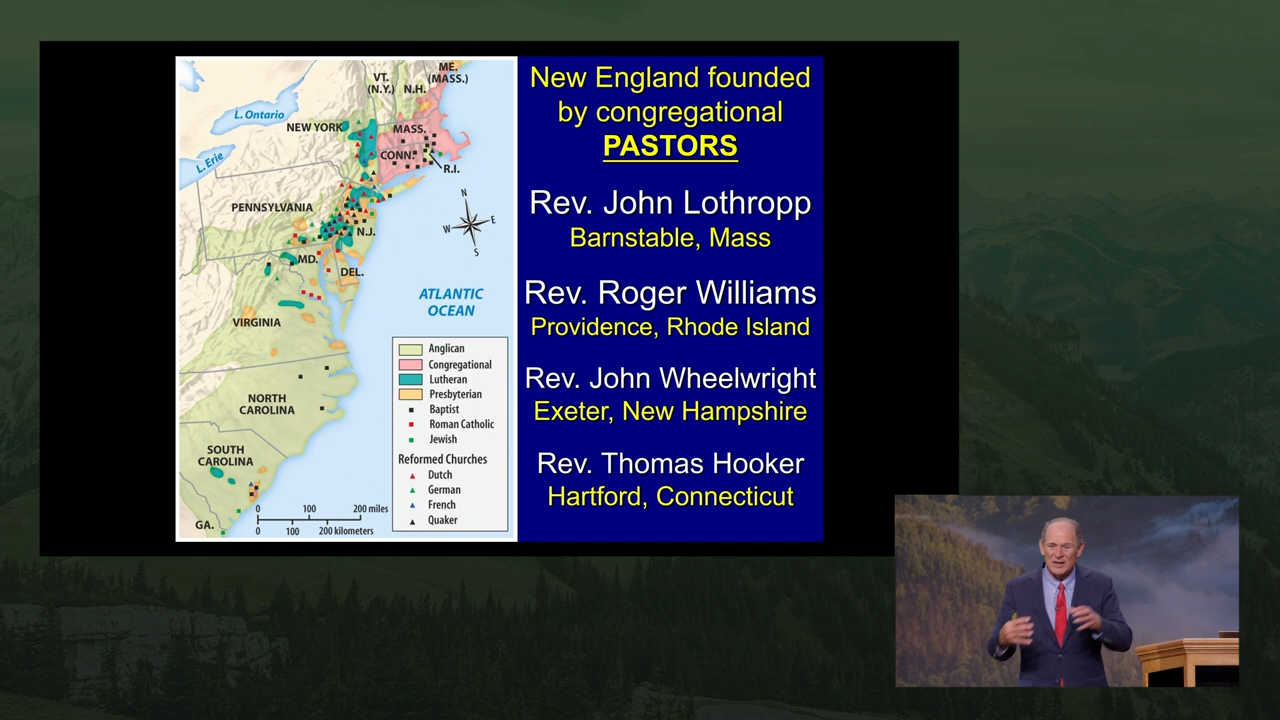 ME.
(MASS.)
VT.
(N.Y.)
N.H.
L. Ontario
NEW YORK
MASS.
L. Erie
CONN.
R.I.
PENNSYLVANIA
N
W
E
S
N.J.
MD.
DEL.
ATLANTIC
OCEAN
VIRGINIA
NORTH
CAROLINA
SOUTH
CAROLINA
GA.
Anglican
Congregational
Lutheran
Presbyterian
Baptist
Roman Catholic
Jewish
Reformed Churches
Dutch
German
French
Quaker
0 100 200 miles
0 100 200 kilometers
New England founded
by congregational
PASTORS
Rev. John Lothropp
Barnstable, Mass
Rev. Roger Williams
Providence, Rhode Island
Rev. John Wheelwright
Exeter, New Hampshire
Rev. Thomas Hooker
Hartford, Connecticut